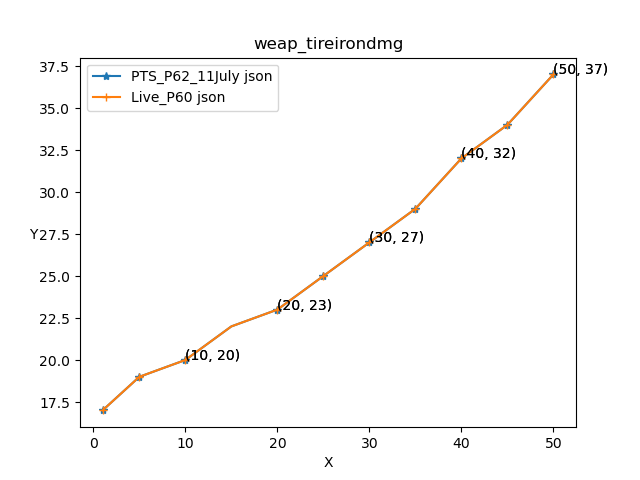 weap_tireirondmg
PTS_P62_11July json
Live_P60 json
37.5
35.0
32.5
30.0
27.5
25.0
22.5
20.0
17.5
Y
(50, 37)
(40, 32)
(30, 27)
(20, 23)
(10, 20)
0 10 20 30 40 50
X